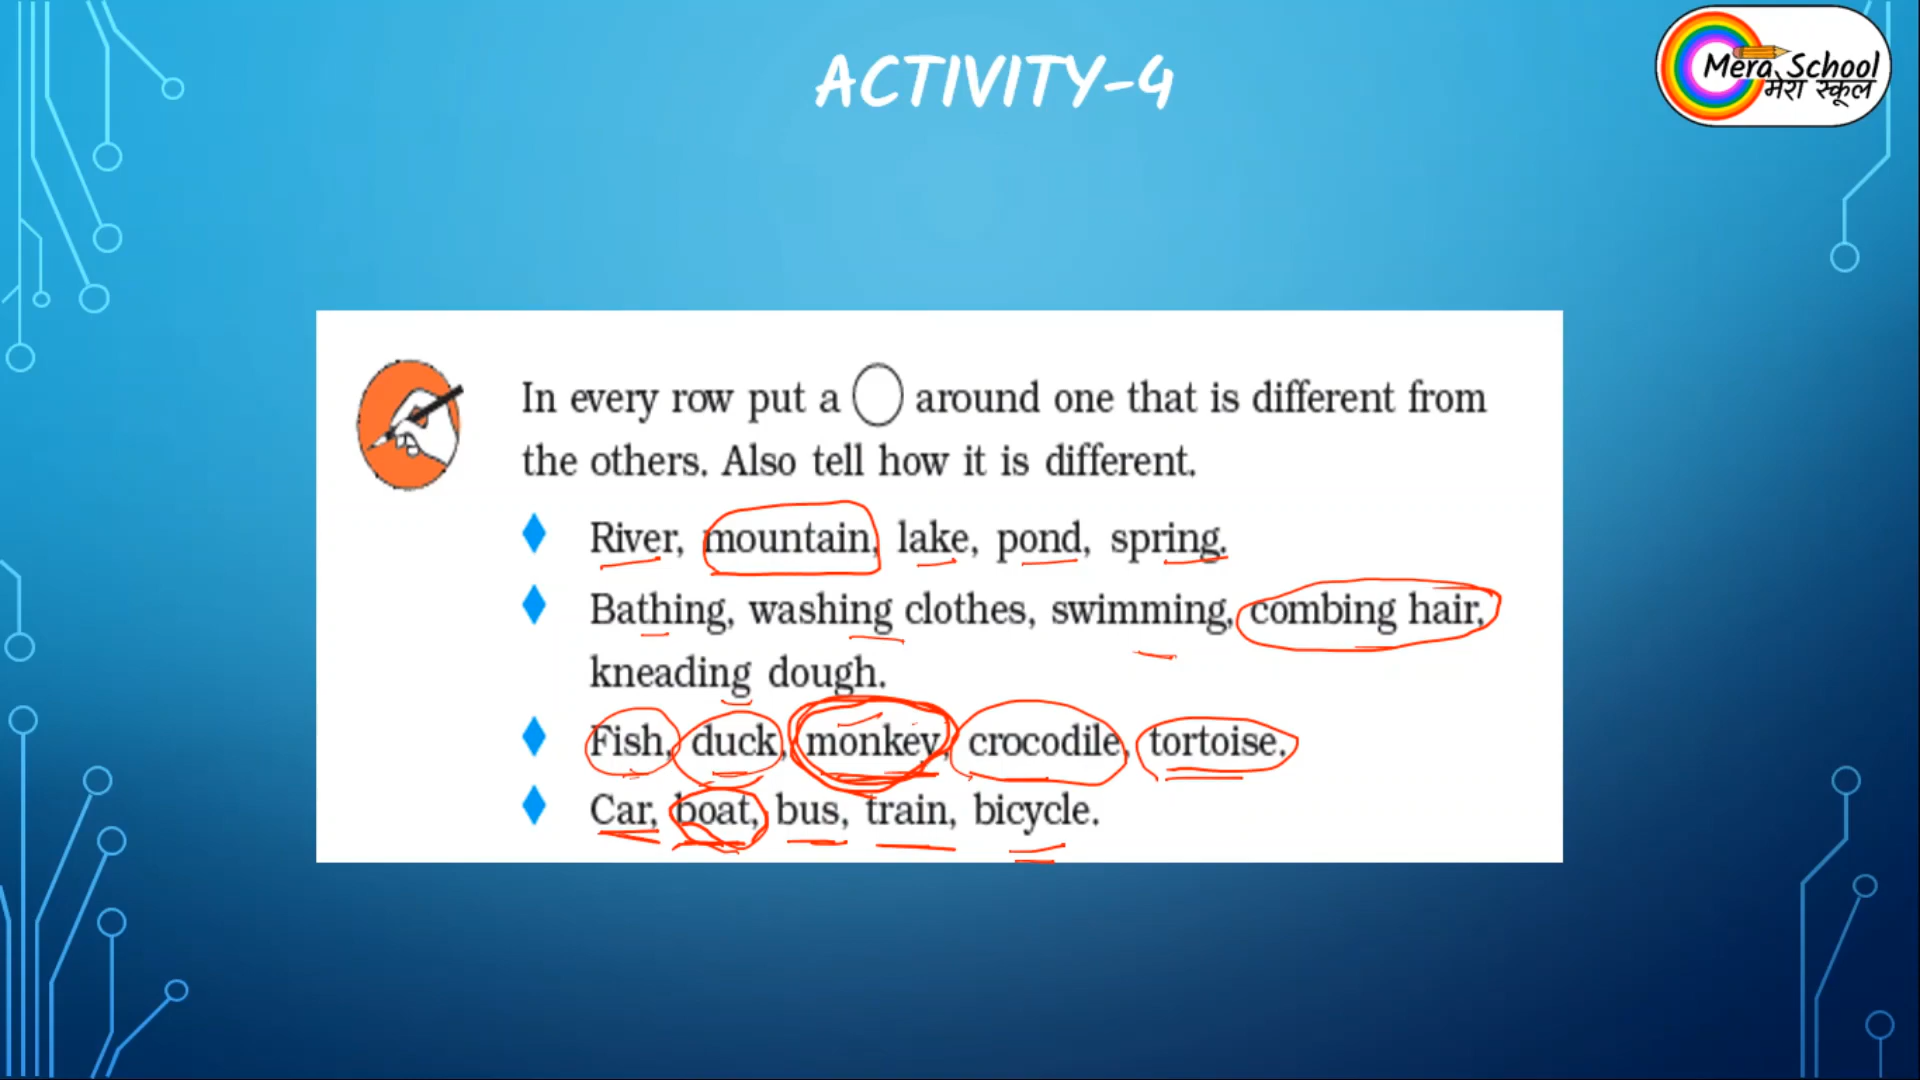 ACTIVITY-4
Mera School
मेरा स्कूल
In every row put a around one that is different from
the others. Also tell how it is different.
River, mountain, lake, pond, spring.
Bathing, washing clothes, swimming, combing hair,
kneading dough.
Fish, duck, monkey, crocodile, tortoise.
Car, boat, bus, train, bicycle.